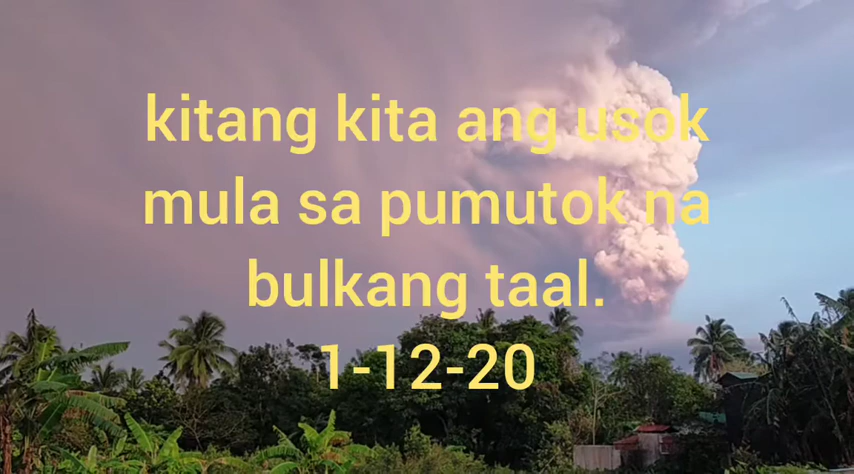 kitang kita ang usok
mula sa pumutok na
bulkang taal.
1-12-20